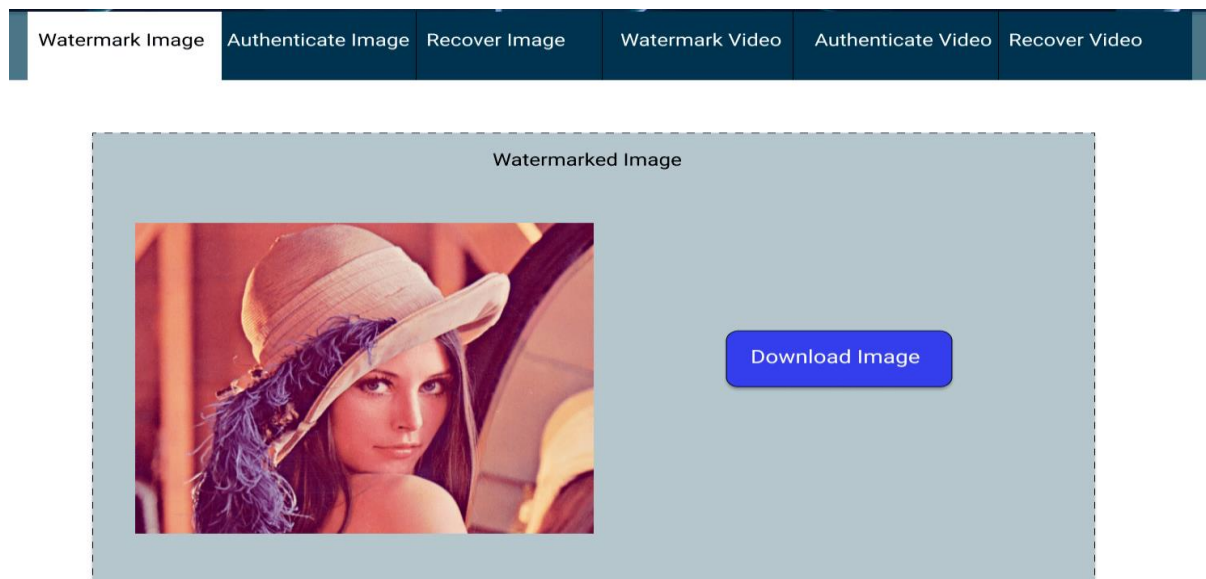 Watermark Image Authenticate Image Recover Image Watermark Video Authenticate Video Recover Video
Watermarked Image
Download Image